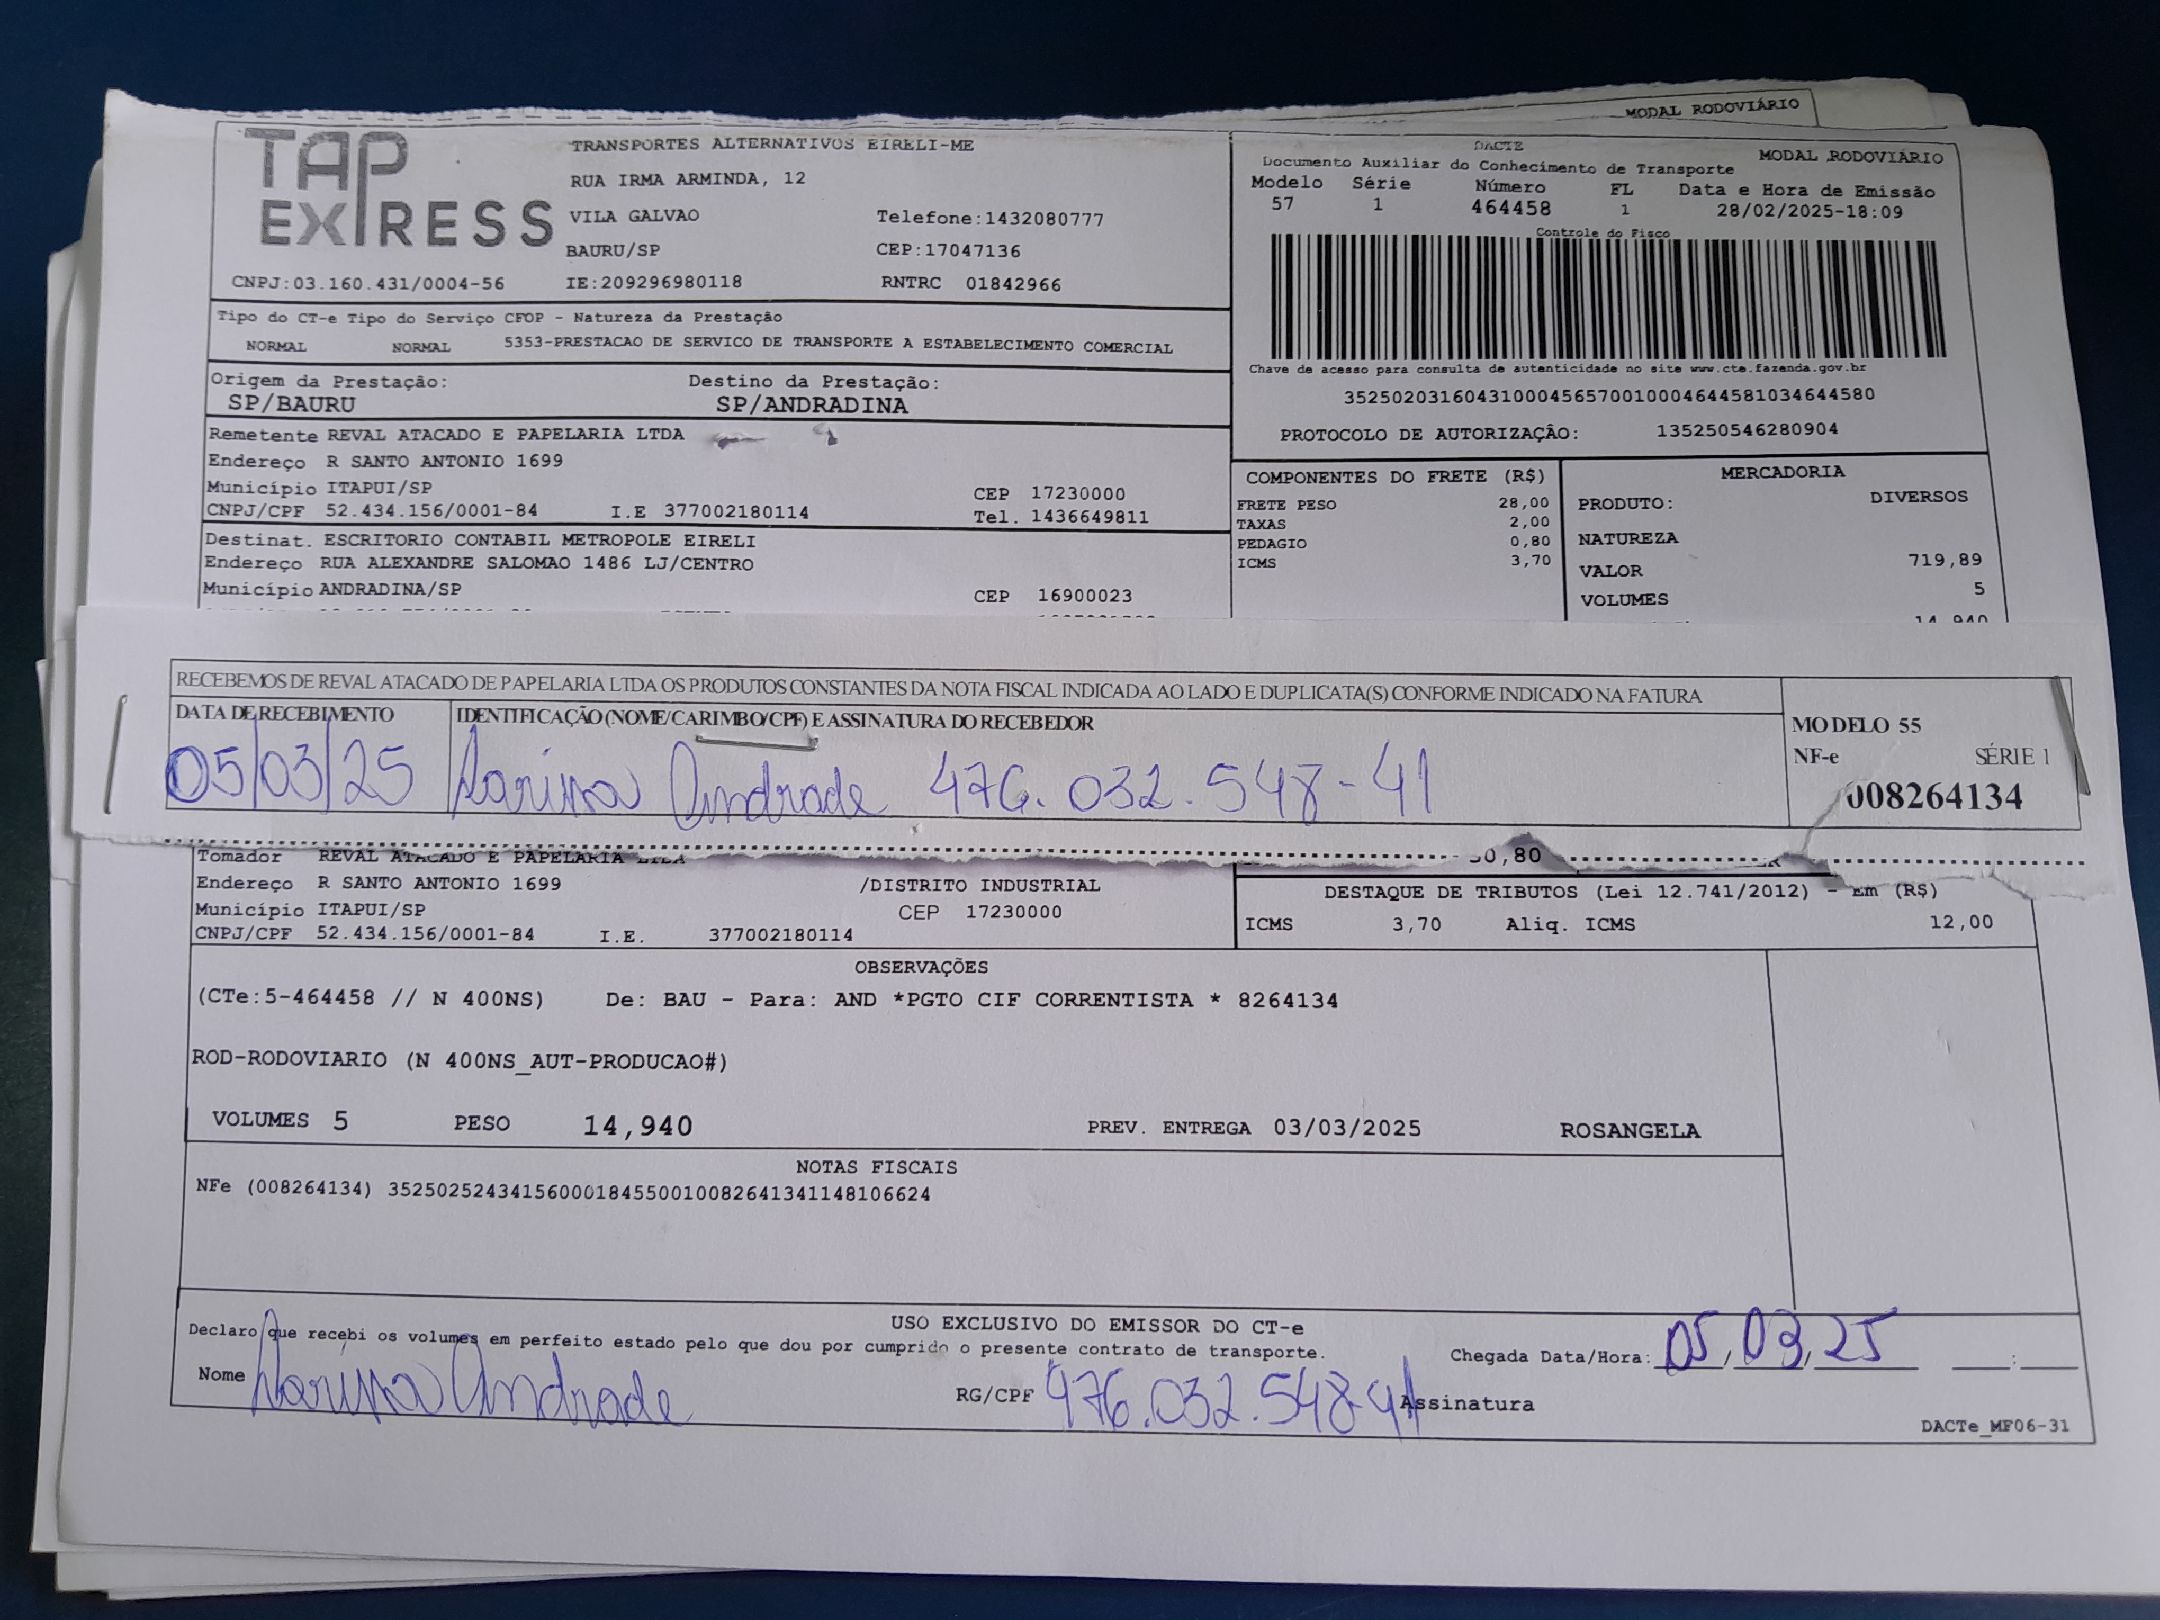 MODAL RODOVIÁRIO
TAP EXPRESS
TRANSPORTES ALTERNATIVOS EIRELI-ME
RUA IRMA ARMINDA, 12
VILA GALVAO Telefone:1432080777
BAURU/SP CEP:17047136
CNPJ:03.160.431/0004-56 IE:209296980118 RNTRC 01842966
DACTE
Documento Auxiliar do Conhecimento de Transporte MODAL RODOVIÁRIO
Modelo Série Número FL Data e Hora de Emissão
57 1 464458 1 28/02/2025-18:09
Controle do Fisco
Chave de acesso para consulta de autenticidade no site www.cte.fazenda.gov.br
35250203160431000456570010004644581034644580
PROTOCOLO DE AUTORIZAÇÃO: 135250546280904
Tipo do CT-e Tipo do Serviço CFOP - Natureza da Prestação
NORMAL NORMAL 5353-PRESTACAO DE SERVICO DE TRANSPORTE A ESTABELECIMENTO COMERCIAL
Origem da Prestação: Destino da Prestação:
SP/BAURU SP/ANDRADINA
Remetente REVAL ATACADO E PAPELARIA LTDA
Endereço R SANTO ANTONIO 1699
Município ITAPUI/SP CEP 17230000
CNPJ/CPF 52.434.156/0001-84 I.E 377002180114 Tel. 1436649811
Destinat. ESCRITORIO CONTABIL METROPOLE EIRELI
Endereço RUA ALEXANDRE SALOMAO 1486 LJ/CENTRO
Município ANDRADINA/SP CEP 16900023
COMPONENTES DO FRETE (R$)
FRETE PESO 28,00
TAXAS 2,00
PEDAGIO 0,80
ICMS 3,70
MERCADORIA
PRODUTO: DIVERSOS
NATUREZA
VALOR 719,89
VOLUMES 5
14,940
RECEBEMOS DE REVAL ATACADO DE PAPELARIA LTDA OS PRODUTOS CONSTANTES DA NOTA FISCAL INDICADA AO LADO E DUPLICATA(S) CONFORME INDICADO NA FATURA
DATA DE RECEBIMENTO IDENTIFICAÇÃO (NOME/CARIMBO/CPF) E ASSINATURA DO RECEBEDOR
05/03/25 Larissa Andrade 476.032.548-41
MODELO 55
NF-e SÉRIE 1
008264134
Tomador REVAL ATACADO E PAPELARIA LTDA
30,80
Endereço R SANTO ANTONIO 1699 /DISTRITO INDUSTRIAL
Município ITAPUI/SP CEP 17230000
CNPJ/CPF 52.434.156/0001-84 I.E. 377002180114
DESTAQUE DE TRIBUTOS (Lei 12.741/2012) - Em (R$)
ICMS 3,70 Aliq. ICMS 12,00
OBSERVAÇÕES
(CTe:5-464458 // N 400NS) De: BAU - Para: AND *PGTO CIF CORRENTISTA * 8264134
ROD-RODOVIARIO (N 400NS_AUT-PRODUCAO#)
VOLUMES 5 PESO 14,940 PREV. ENTREGA 03/03/2025 ROSANGELA
NOTAS FISCAIS
NFe (008264134) 35250252434156000184550010082641341148106624
USO EXCLUSIVO DO EMISSOR DO CT-e
Declaro que recebi os volumes em perfeito estado pelo que dou por cumprido o presente contrato de transporte.
Chegada Data/Hora: 05/03/25 __:__
Nome Larissa Andrade RG/CPF 476.032.548-41 Assinatura
DACTe_MF06-31